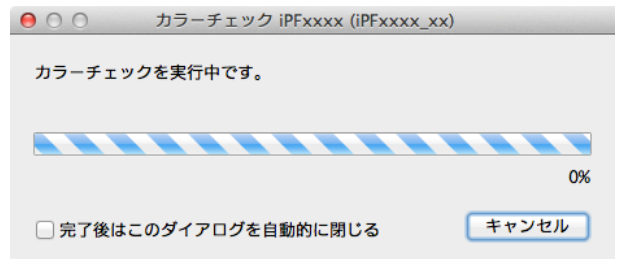 カラーチェック iPFxxxx (iPFxxxx_xx)
カラーチェックを実行中です。
0%
完了後はこのダイアログを自動的に閉じる
キャンセル